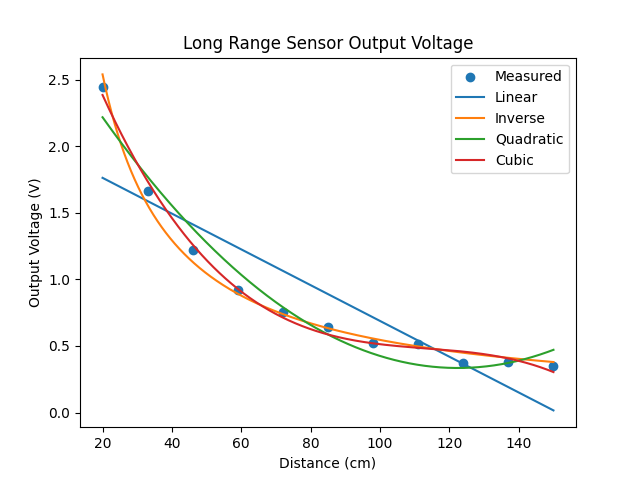 Long Range Sensor Output Voltage
Measured
Linear
Inverse
Quadratic
Cubic
Output Voltage (V)
2.5
2.0
1.5
1.0
0.5
0.0
20 40 60 80 100 120 140
Distance (cm)